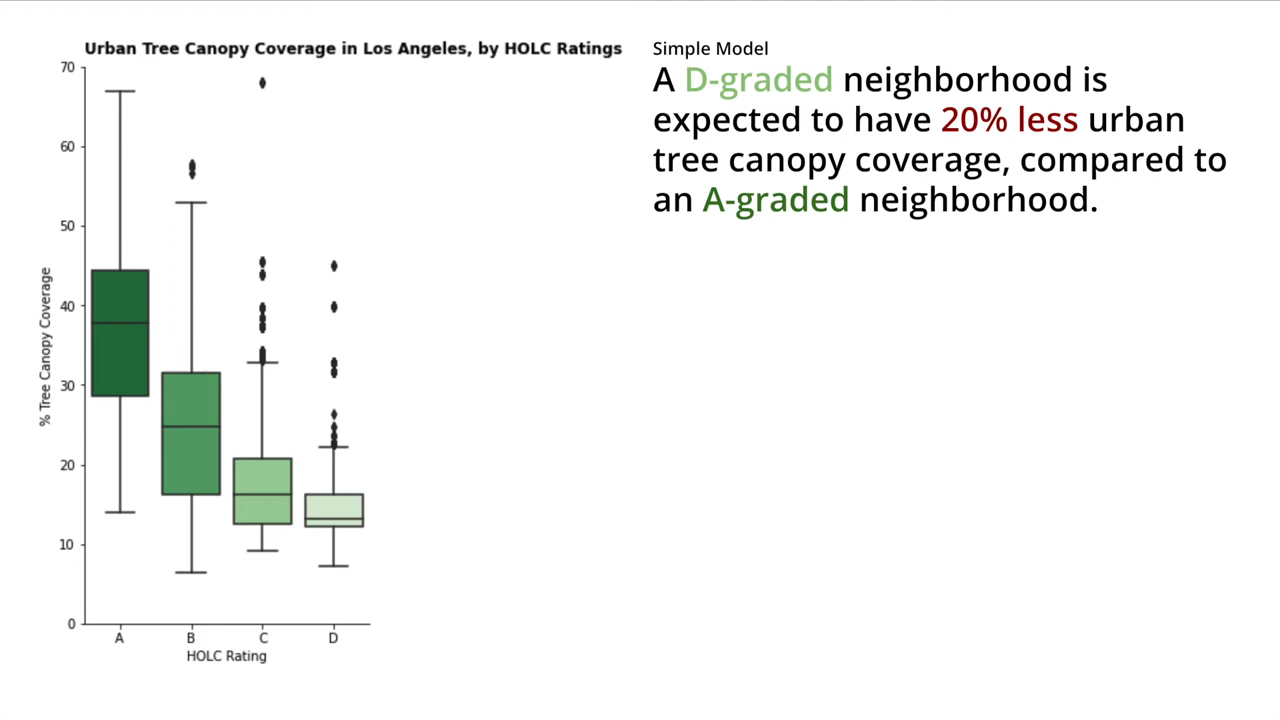 Urban Tree Canopy Coverage in Los Angeles, by HOLC Ratings
70
60
50
40
30
20
10
0
% Tree Canopy Coverage
A B C D
HOLC Rating
Simple Model
A D-graded neighborhood is
expected to have 20% less urban
tree canopy coverage, compared to
an A-graded neighborhood.